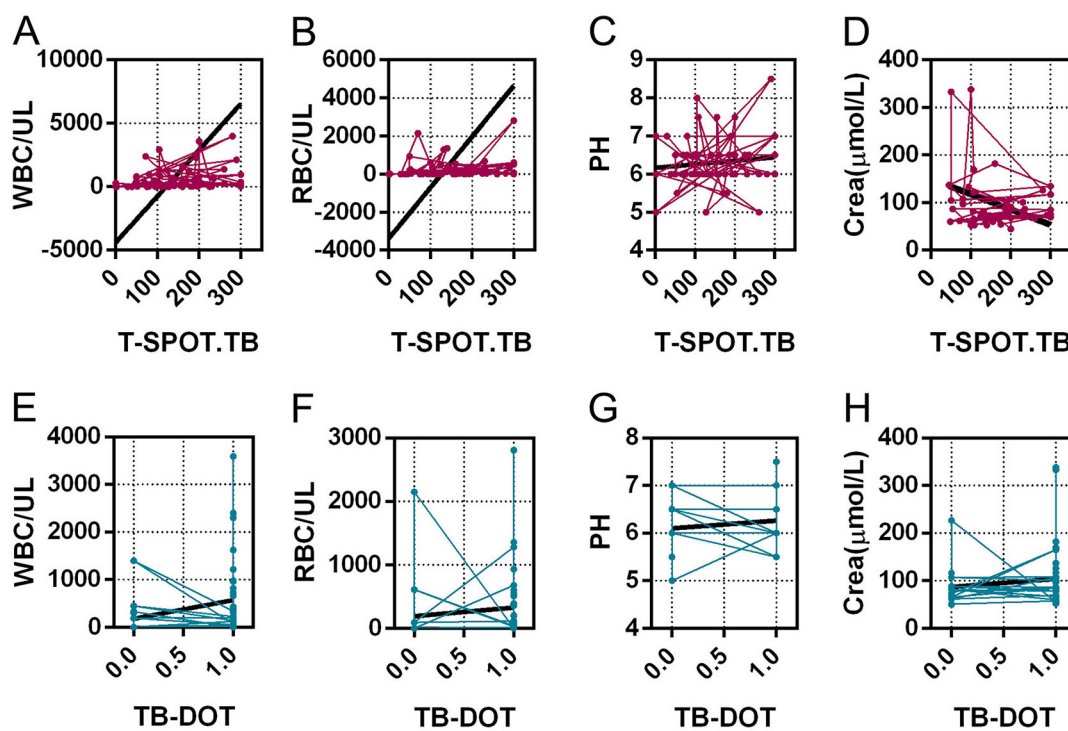 A
WBC/UL
10000
5000
0
-5000
0 100 200 300
T-SPOT.TB
B
RBC/UL
6000
4000
2000
0
-2000
-4000
0 100 200 300
T-SPOT.TB
C
PH
9
8
7
6
5
4
0 100 200 300
T-SPOT.TB
D
Crea(μmol/L)
400
300
200
100
0
0 100 200 300
T-SPOT.TB
E
WBC/UL
4000
3000
2000
1000
0
0.0 0.5 1.0
TB-DOT
F
RBC/UL
3000
2000
1000
0
0.0 0.5 1.0
TB-DOT
G
PH
8
7
6
5
4
0.0 0.5 1.0
TB-DOT
H
Crea(μmol/L)
400
300
200
100
0
0.0 0.5 1.0
TB-DOT